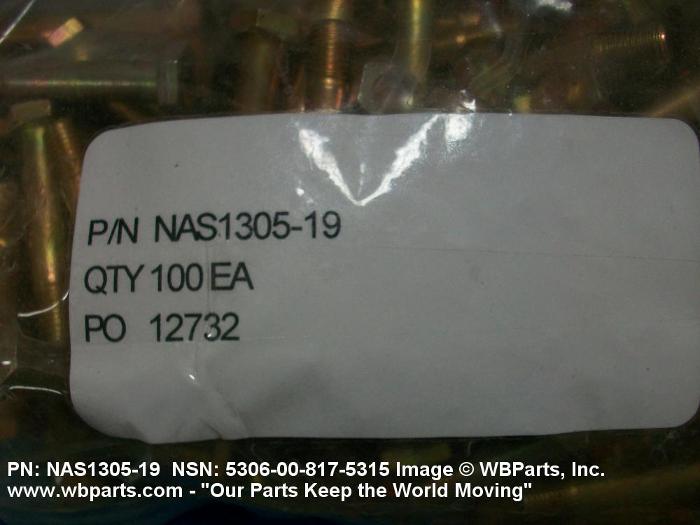 P/N NAS1305-19
QTY 100 EA
PO 12732
PN: NAS1305-19 NSN: 5306-00-817-5315 Image © WBParts, Inc.
www.wbparts.com - "Our Parts Keep the World Moving"